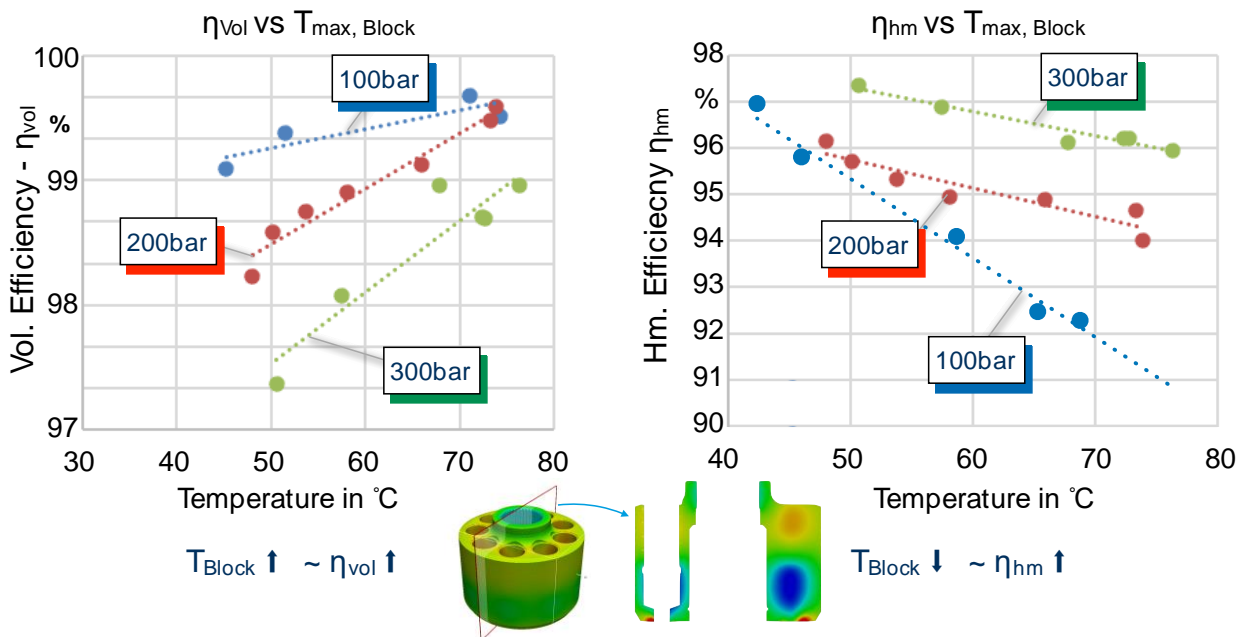 ηVol vs Tmax, Block
100
99
98
97
%
Vol. Efficiency - ηvol
100bar
200bar
300bar
30 40 50 60 70 80
Temperature in °C
TBlock ⬆ ~ ηvol ⬆
ηhm vs Tmax, Block
98
%
96
95
94
93
92
91
90
Hm. Efficiecny ηhm
300bar
200bar
100bar
40 50 60 70 80
Temperature in °C
TBlock ⬇ ~ ηhm ⬆